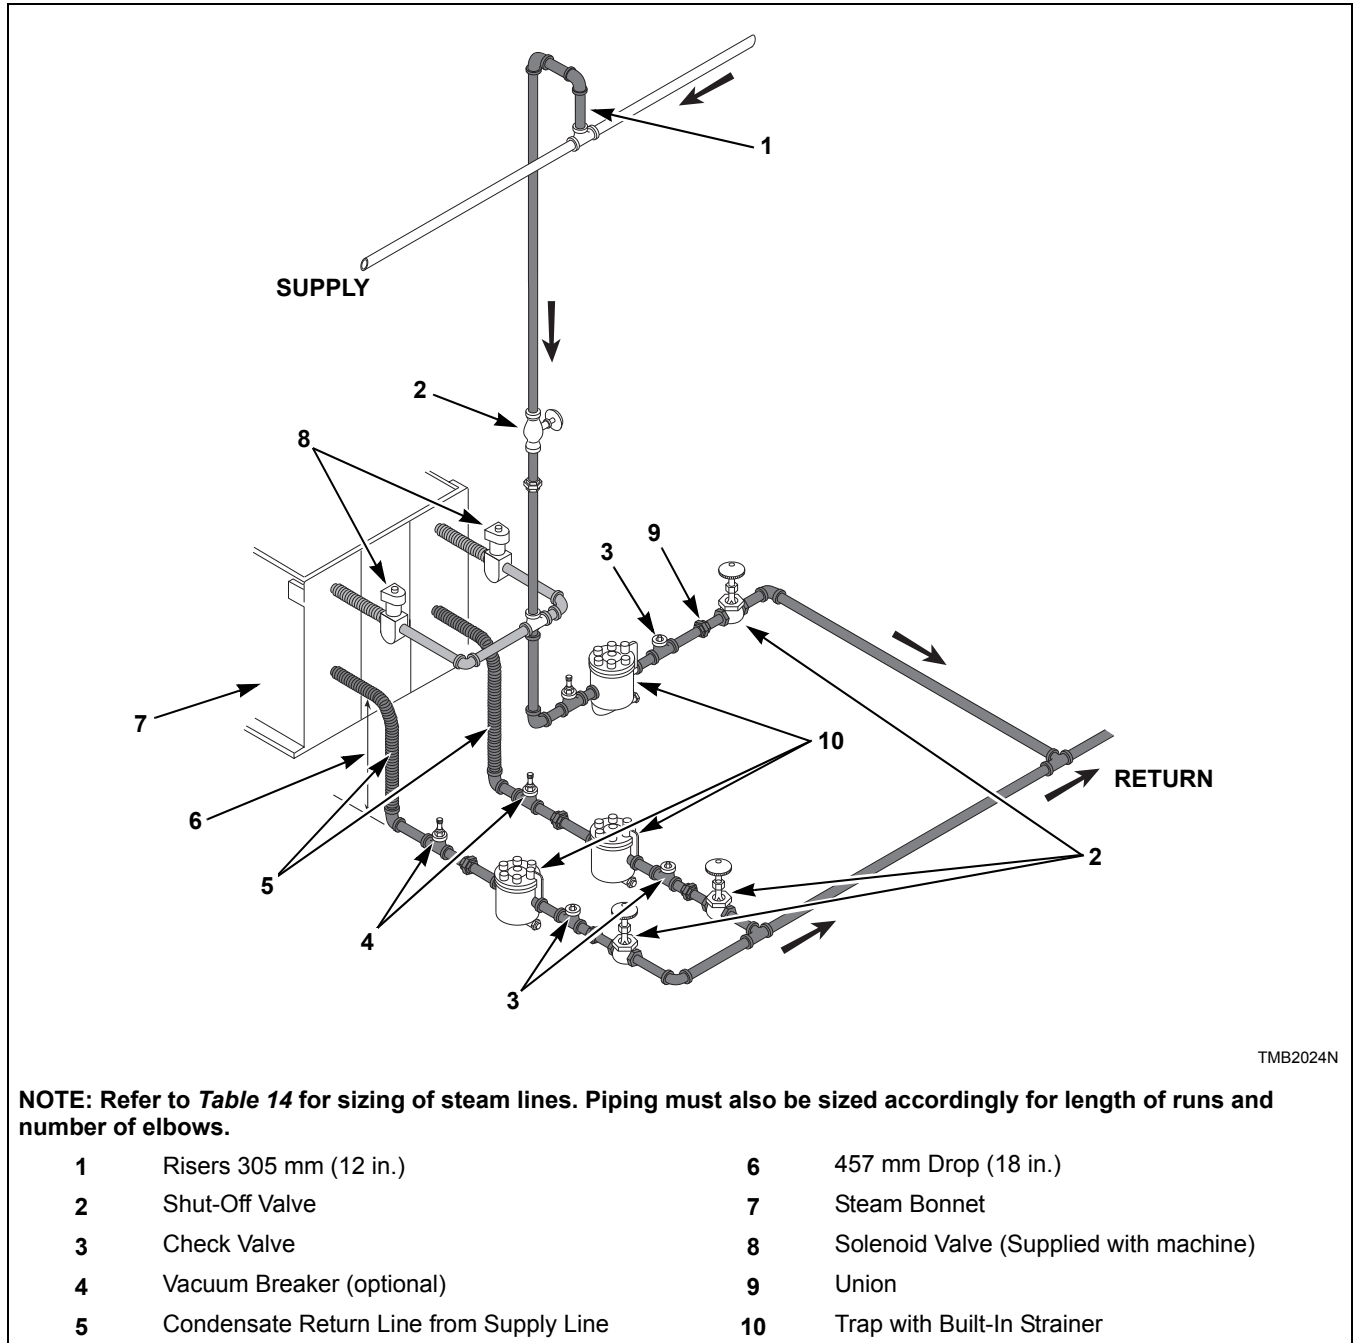 1
SUPPLY
2
8
9
3
7
10
RETURN
6
2
5
4
3
TMB2024N
NOTE: Refer to Table 14 for sizing of steam lines. Piping must also be sized accordingly for length of runs and
number of elbows.
1 Risers 305 mm (12 in.)
2 Shut-Off Valve
3 Check Valve
4 Vacuum Breaker (optional)
5 Condensate Return Line from Supply Line
6 457 mm Drop (18 in.)
7 Steam Bonnet
8 Solenoid Valve (Supplied with machine)
9 Union
10 Trap with Built-In Strainer